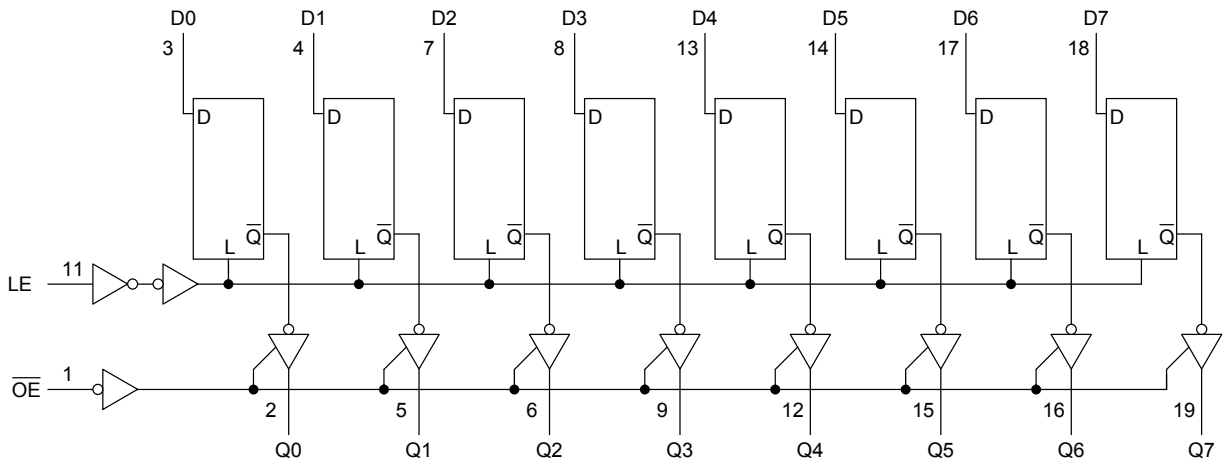 D0 D1 D2 D3 D4 D5 D6 D7
3 4 7 8 13 14 17 18
D D D D D D D D
Q̅ Q̅ Q̅ Q̅ Q̅ Q̅ Q̅ Q̅
L L L L L L L L
LE 11
O̅E̅ 1
2 5 6 9 12 15 16 19
Q0 Q1 Q2 Q3 Q4 Q5 Q6 Q7